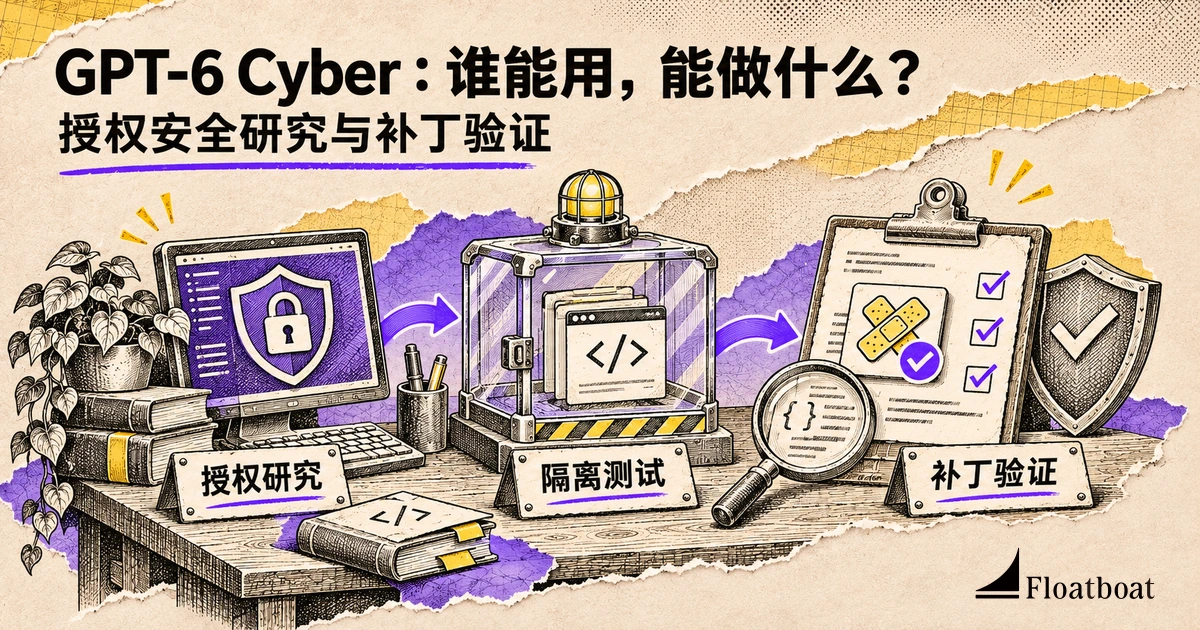 GPT-6 Cyber：谁能用，能做什么？
授权安全研究与补丁验证
</>
{ }
授权研究
隔离测试
补丁验证
</>
Floatboat